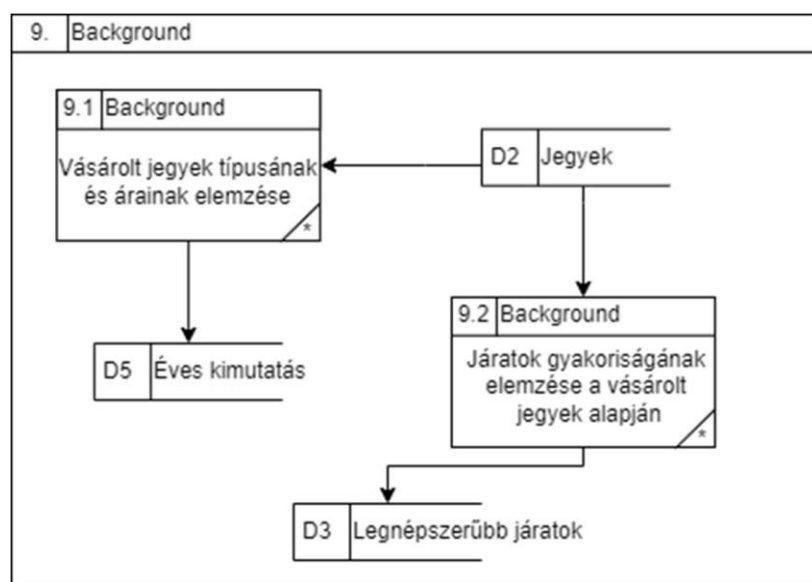 9. Background
9.1 Background
Vásárolt jegyek típusának
és árainak elemzése
*
D2 Jegyek
9.2 Background
Járatok gyakoriságának
elemzése a vásárolt
jegyek alapján
*
D5 Éves kimutatás
D3 Legnépszerűbb járatok